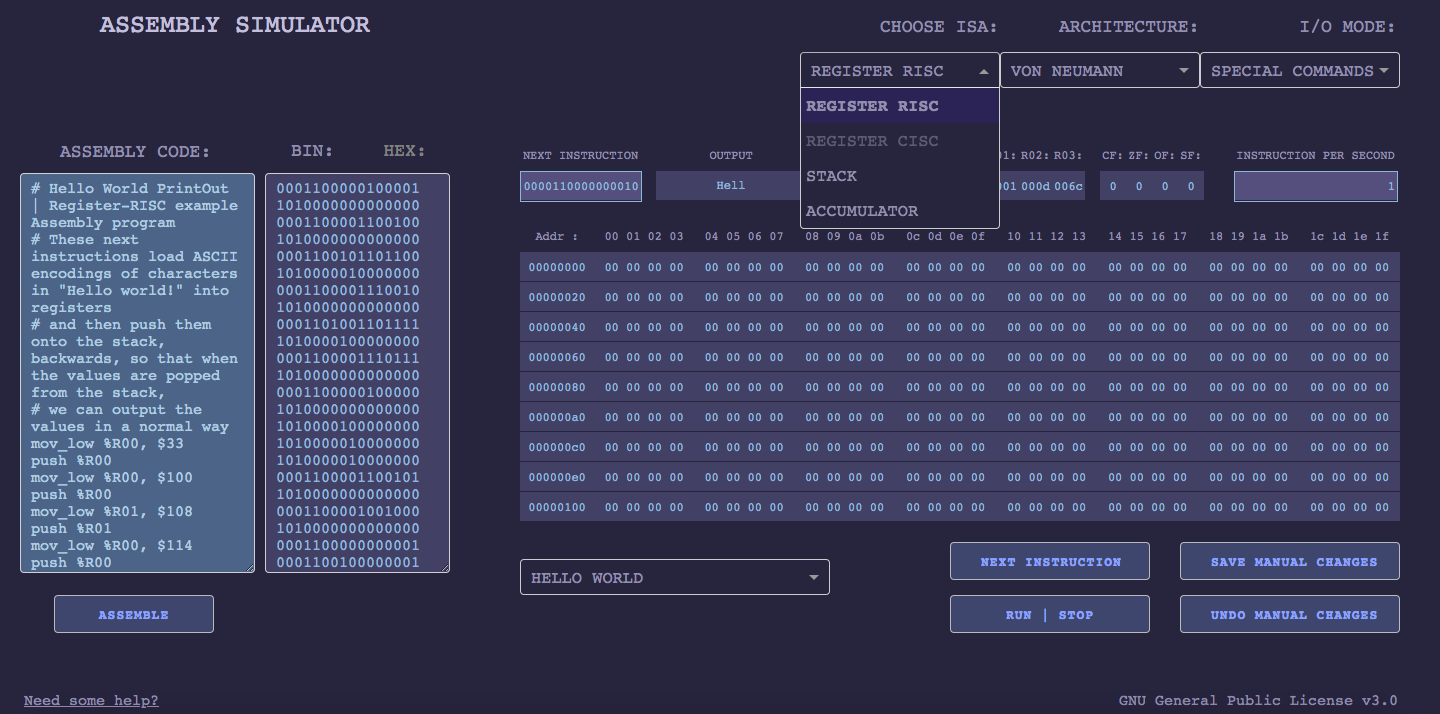 ASSEMBLY SIMULATOR
CHOOSE ISA: ARCHITECTURE: I/O MODE:
REGISTER RISC VON NEUMANN SPECIAL COMMANDS
REGISTER RISC
REGISTER CISC
STACK
ACCUMULATOR
ASSEMBLY CODE: BIN: HEX:
# Hello World PrintOut
| Register-RISC example
Assembly program
# These next
instructions load ASCII
encodings of characters
in "Hello world!" into
registers
# and then push them
onto the stack,
backwards, so that when
the values are popped
from the stack,
# we can output the
values in a normal way
mov_low %R00, $33
push %R00
mov_low %R00, $100
push %R00
mov_low %R01, $108
push %R01
mov_low %R00, $114
push %R00
0001100000100001
1010000000000000
0001100001100100
1010000000000000
0001100101101100
1010000010000000
0001100001110010
1010000000000000
0001101001101111
1010000100000000
0001100001110111
1010000000000000
0001100000100000
1010000000000000
1010000100000000
1010000010000000
1010000010000000
0001100001100101
1010000000000000
0001100001001000
1010000000000000
0001100000000001
0001100100000001
NEXT INSTRUCTION OUTPUT R02: R03: CF: ZF: OF: SF: INSTRUCTION PER SECOND
0000110000000010 Hell 000d 006c 0 0 0 0 1
Addr : 00 01 02 03 04 05 06 07 08 09 0a 0b 0c 0d 0e 0f 10 11 12 13 14 15 16 17 18 19 1a 1b 1c 1d 1e 1f
00000000 00 00 00 00 00 00 00 00 00 00 00 00 00 00 00 00 00 00 00 00 00 00 00 00 00 00 00 00 00 00 00 00
00000020 00 00 00 00 00 00 00 00 00 00 00 00 00 00 00 00 00 00 00 00 00 00 00 00 00 00 00 00 00 00 00 00
00000040 00 00 00 00 00 00 00 00 00 00 00 00 00 00 00 00 00 00 00 00 00 00 00 00 00 00 00 00 00 00 00 00
00000060 00 00 00 00 00 00 00 00 00 00 00 00 00 00 00 00 00 00 00 00 00 00 00 00 00 00 00 00 00 00 00 00
00000080 00 00 00 00 00 00 00 00 00 00 00 00 00 00 00 00 00 00 00 00 00 00 00 00 00 00 00 00 00 00 00 00
000000a0 00 00 00 00 00 00 00 00 00 00 00 00 00 00 00 00 00 00 00 00 00 00 00 00 00 00 00 00 00 00 00 00
000000c0 00 00 00 00 00 00 00 00 00 00 00 00 00 00 00 00 00 00 00 00 00 00 00 00 00 00 00 00 00 00 00 00
000000e0 00 00 00 00 00 00 00 00 00 00 00 00 00 00 00 00 00 00 00 00 00 00 00 00 00 00 00 00 00 00 00 00
00000100 00 00 00 00 00 00 00 00 00 00 00 00 00 00 00 00 00 00 00 00 00 00 00 00 00 00 00 00 00 00 00 00
HELLO WORLD
NEXT INSTRUCTION SAVE MANUAL CHANGES
ASSEMBLE
RUN | STOP UNDO MANUAL CHANGES
Need some help? GNU General Public License v3.0